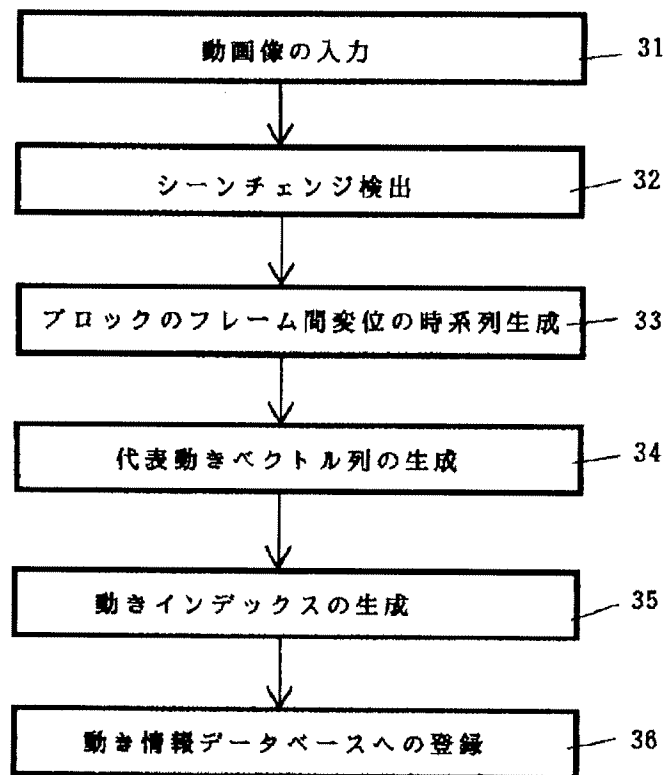 動画像の入力 31
シーンチェンジ検出 32
ブロックのフレーム間変位の時系列生成 33
代表動きベクトル列の生成 34
動きインデックスの生成 35
動き情報データベースへの登録 36